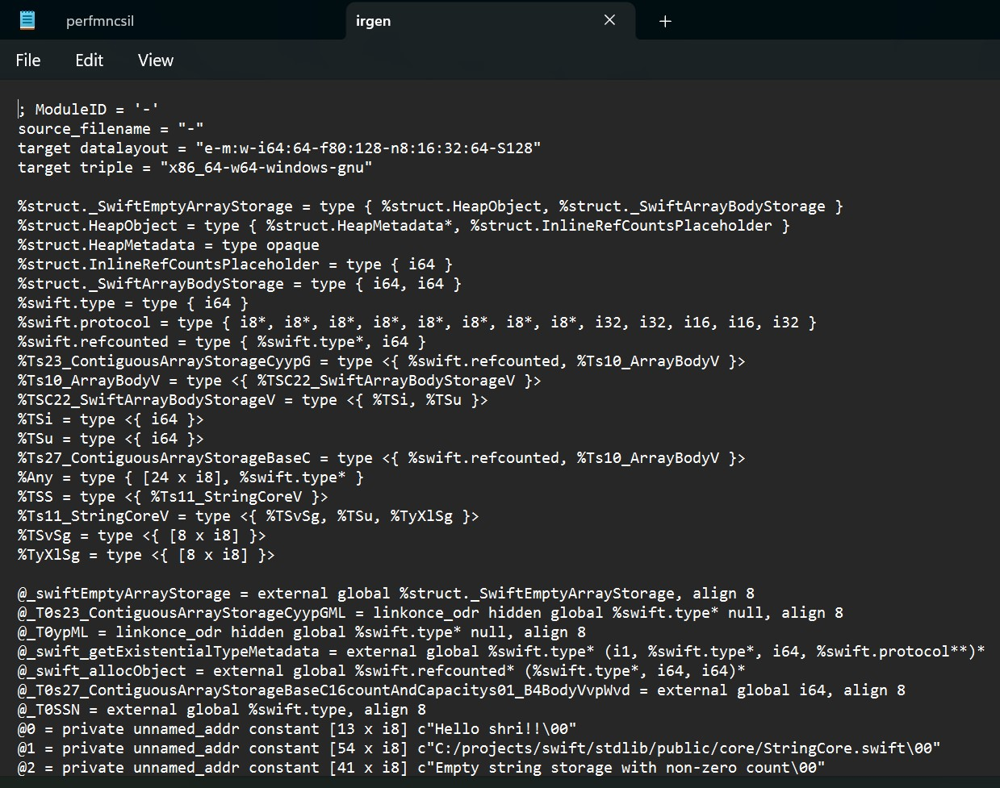 perfmncsil
irgen
File Edit View
; ModuleID = '-'
source_filename = "-"
target datalayout = "e-m:w-i64:64-f80:128-n8:16:32:64-S128"
target triple = "x86_64-w64-windows-gnu"
%struct._SwiftEmptyArrayStorage = type { %struct.HeapObject, %struct._SwiftArrayBodyStorage }
%struct.HeapObject = type { %struct.HeapMetadata*, %struct.InlineRefCountsPlaceholder }
%struct.HeapMetadata = type opaque
%struct.InlineRefCountsPlaceholder = type { i64 }
%struct._SwiftArrayBodyStorage = type { i64, i64 }
%swift.type = type { i64 }
%swift.protocol = type { i8*, i8*, i8*, i8*, i8*, i8*, i8*, i8*, i32, i32, i16, i16, i32 }
%swift.refcounted = type { %swift.type*, i64 }
%Ts23_ContiguousArrayStorageCyypG = type <{ %swift.refcounted, %Ts10_ArrayBodyV }>
%Ts10_ArrayBodyV = type <{ %TSC22_SwiftArrayBodyStorageV }>
%TSC22_SwiftArrayBodyStorageV = type <{ %TSi, %TSu }>
%TSi = type <{ i64 }>
%TSu = type <{ i64 }>
%Ts27_ContiguousArrayStorageBaseC = type <{ %swift.refcounted, %Ts10_ArrayBodyV }>
%Any = type { [24 x i8], %swift.type* }
%TSS = type <{ %Ts11_StringCoreV }>
%Ts11_StringCoreV = type <{ %TSvSg, %TSu, %TyXlSg }>
%TSvSg = type <{ [8 x i8] }>
%TyXlSg = type <{ [8 x i8] }>
@_swiftEmptyArrayStorage = external global %struct._SwiftEmptyArrayStorage, align 8
@_T0s23_ContiguousArrayStorageCyypGML = linkonce_odr hidden global %swift.type* null, align 8
@_T0ypML = linkonce_odr hidden global %swift.type* null, align 8
@_swift_getExistentialTypeMetadata = external global %swift.type* (i1, %swift.type*, i64, %swift.protocol**)*
@_swift_allocObject = external global %swift.refcounted* (%swift.type*, i64, i64)*
@_T0s27_ContiguousArrayStorageBaseC16countAndCapacitys01_B4BodyVvpWvd = external global i64, align 8
@_T0SSN = external global %swift.type, align 8
@0 = private unnamed_addr constant [13 x i8] c"Hello shri!!\00"
@1 = private unnamed_addr constant [54 x i8] c"C:/projects/swift/stdlib/public/core/StringCore.swift\00"
@2 = private unnamed_addr constant [41 x i8] c"Empty string storage with non-zero count\00"